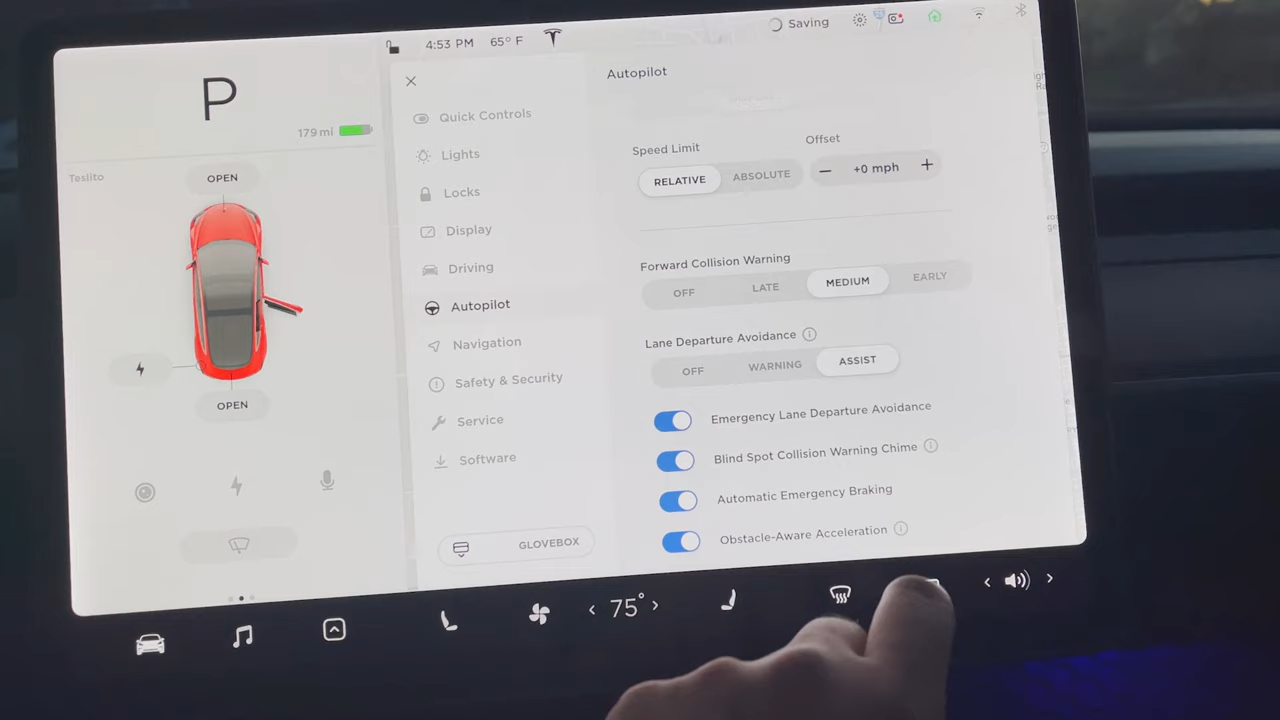 4:53 PM 65° F
Saving
P
179 mi
Teslito
OPEN
OPEN
Quick Controls
Lights
Locks
Display
Driving
Autopilot
Navigation
Safety & Security
Service
Software
GLOVEBOX
Autopilot
Speed Limit
RELATIVE ABSOLUTE
Offset
+0 mph
Forward Collision Warning
OFF LATE MEDIUM EARLY
Lane Departure Avoidance
OFF WARNING ASSIST
Emergency Lane Departure Avoidance
Blind Spot Collision Warning Chime
Automatic Emergency Braking
Obstacle-Aware Acceleration
75°